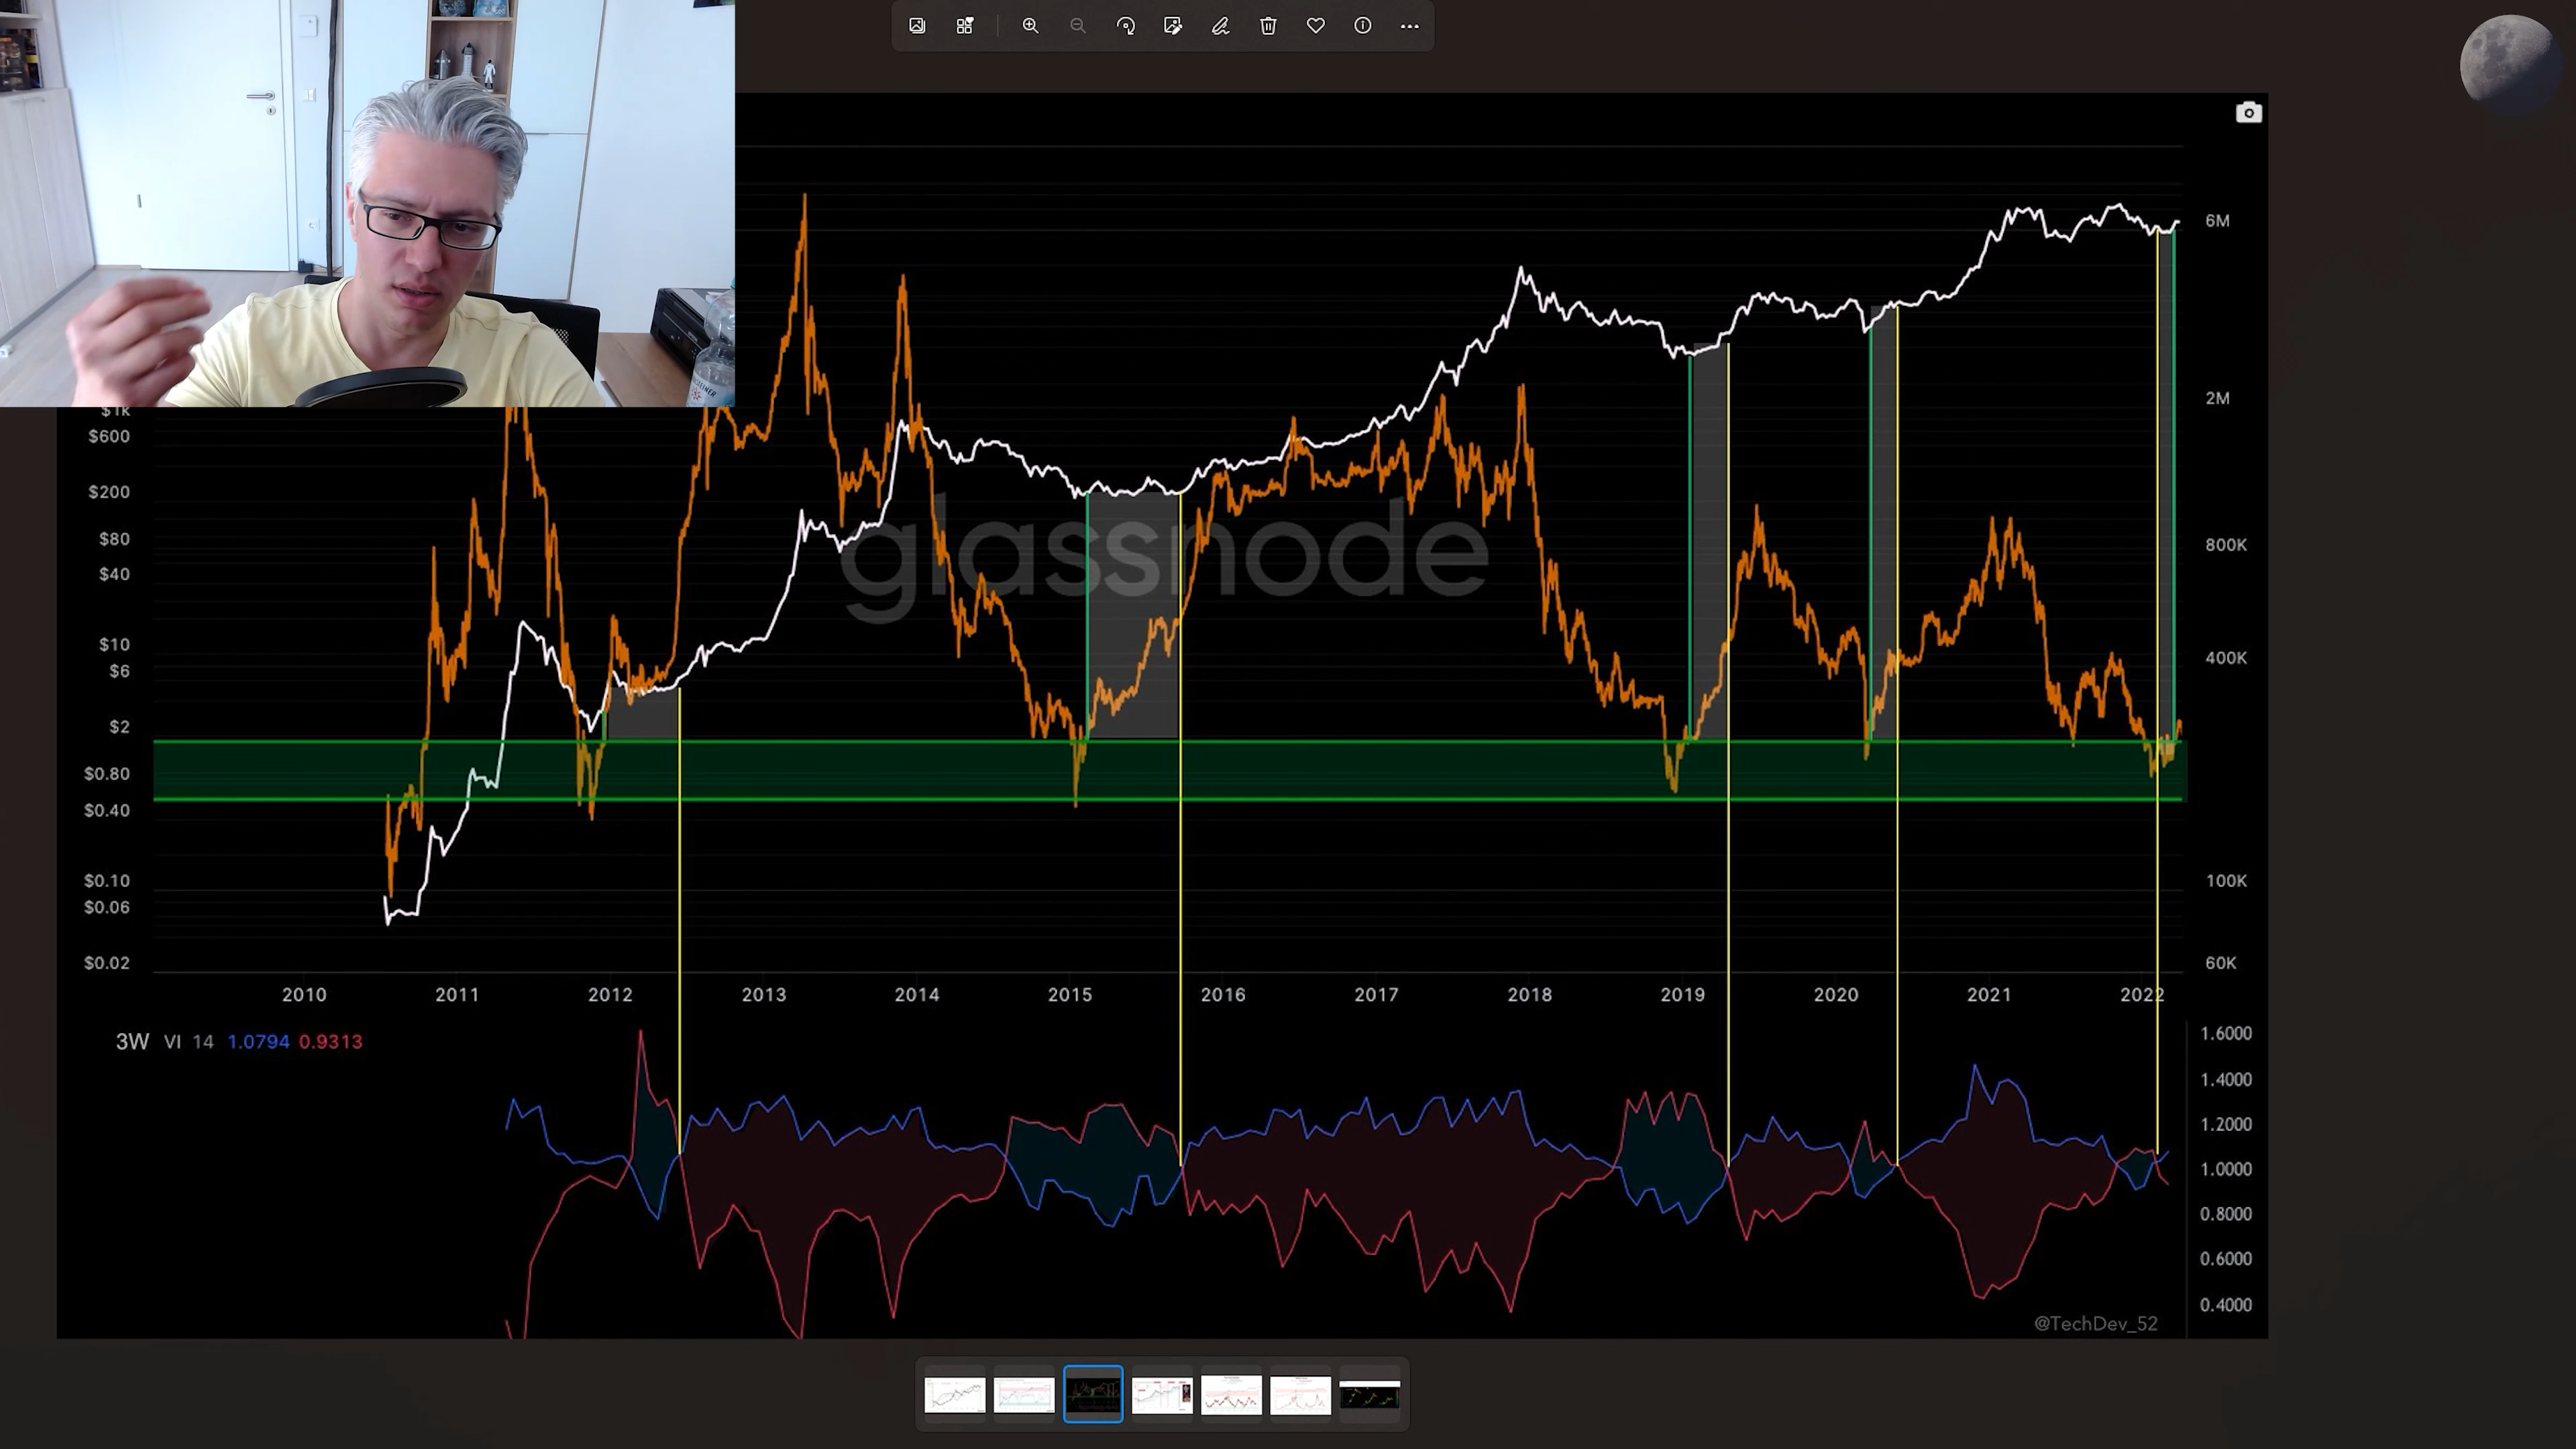 $1k
$600
$200
$80
$40
$10
$6
$2
$0.80
$0.40
$0.10
$0.06
$0.02
6M
2M
800K
400K
100K
60K
glassnode
2010 2011 2012 2013 2014 2015 2016 2017 2018 2019 2020 2021 2022
3W VI 14 1.0794 0.9313
1.6000
1.4000
1.2000
1.0000
0.8000
0.6000
0.4000
@TechDev_52